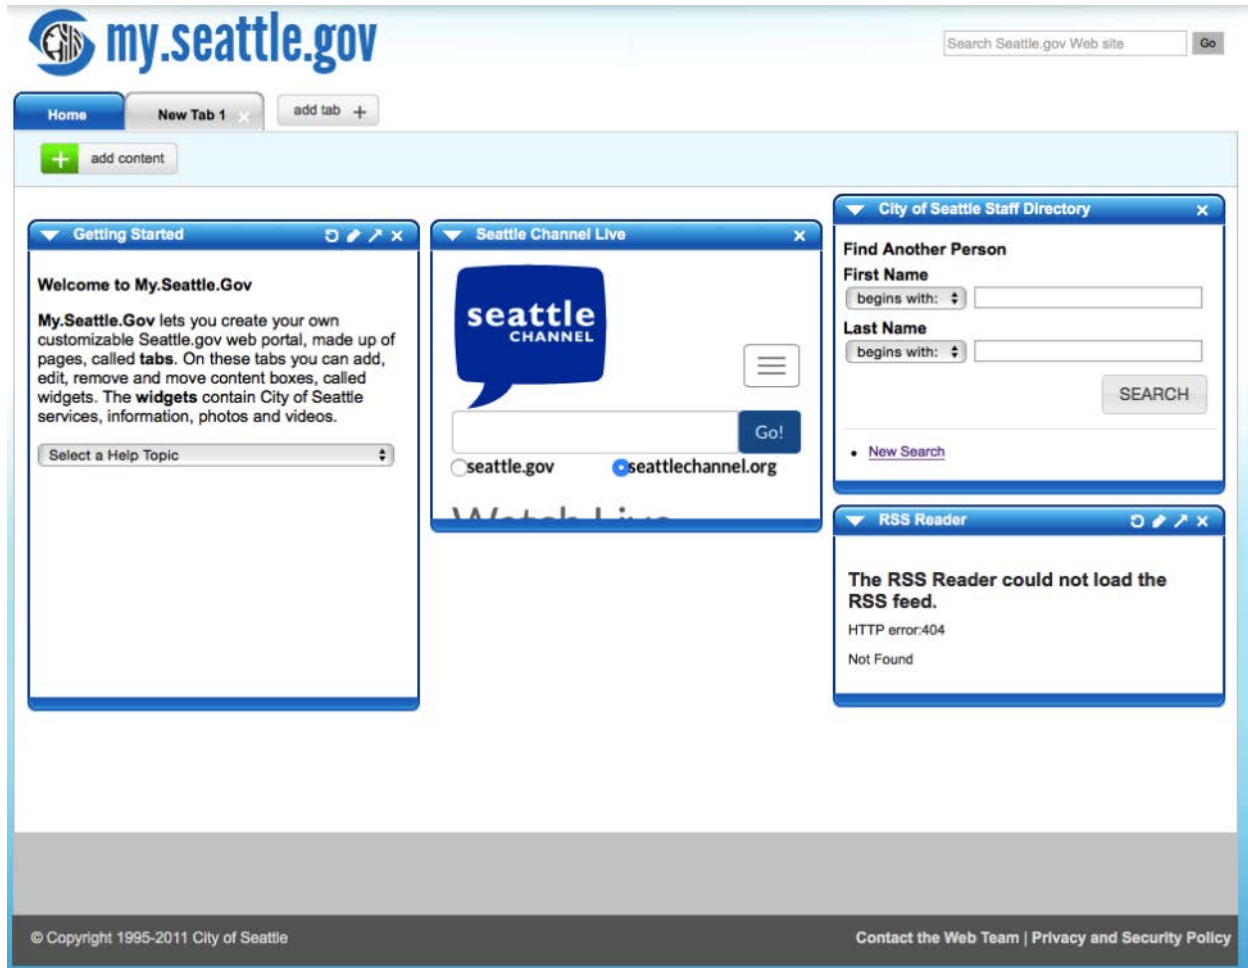 my.seattle.gov
Search Seattle.gov Web site
Go
Home
New Tab 1
add tab +
+ add content
Getting Started
Welcome to My.Seattle.Gov
My.Seattle.Gov lets you create your own
customizable Seattle.gov web portal, made up of
pages, called tabs. On these tabs you can add,
edit, remove and move content boxes, called
widgets. The widgets contain City of Seattle
services, information, photos and videos.
Select a Help Topic
Seattle Channel Live
seattle
CHANNEL
Go!
seattle.gov
seattlechannel.org
Watch Live
City of Seattle Staff Directory
Find Another Person
First Name
begins with:
Last Name
begins with:
SEARCH
• New Search
RSS Reader
The RSS Reader could not load the
RSS feed.
HTTP error:404
Not Found
© Copyright 1995-2011 City of Seattle
Contact the Web Team | Privacy and Security Policy